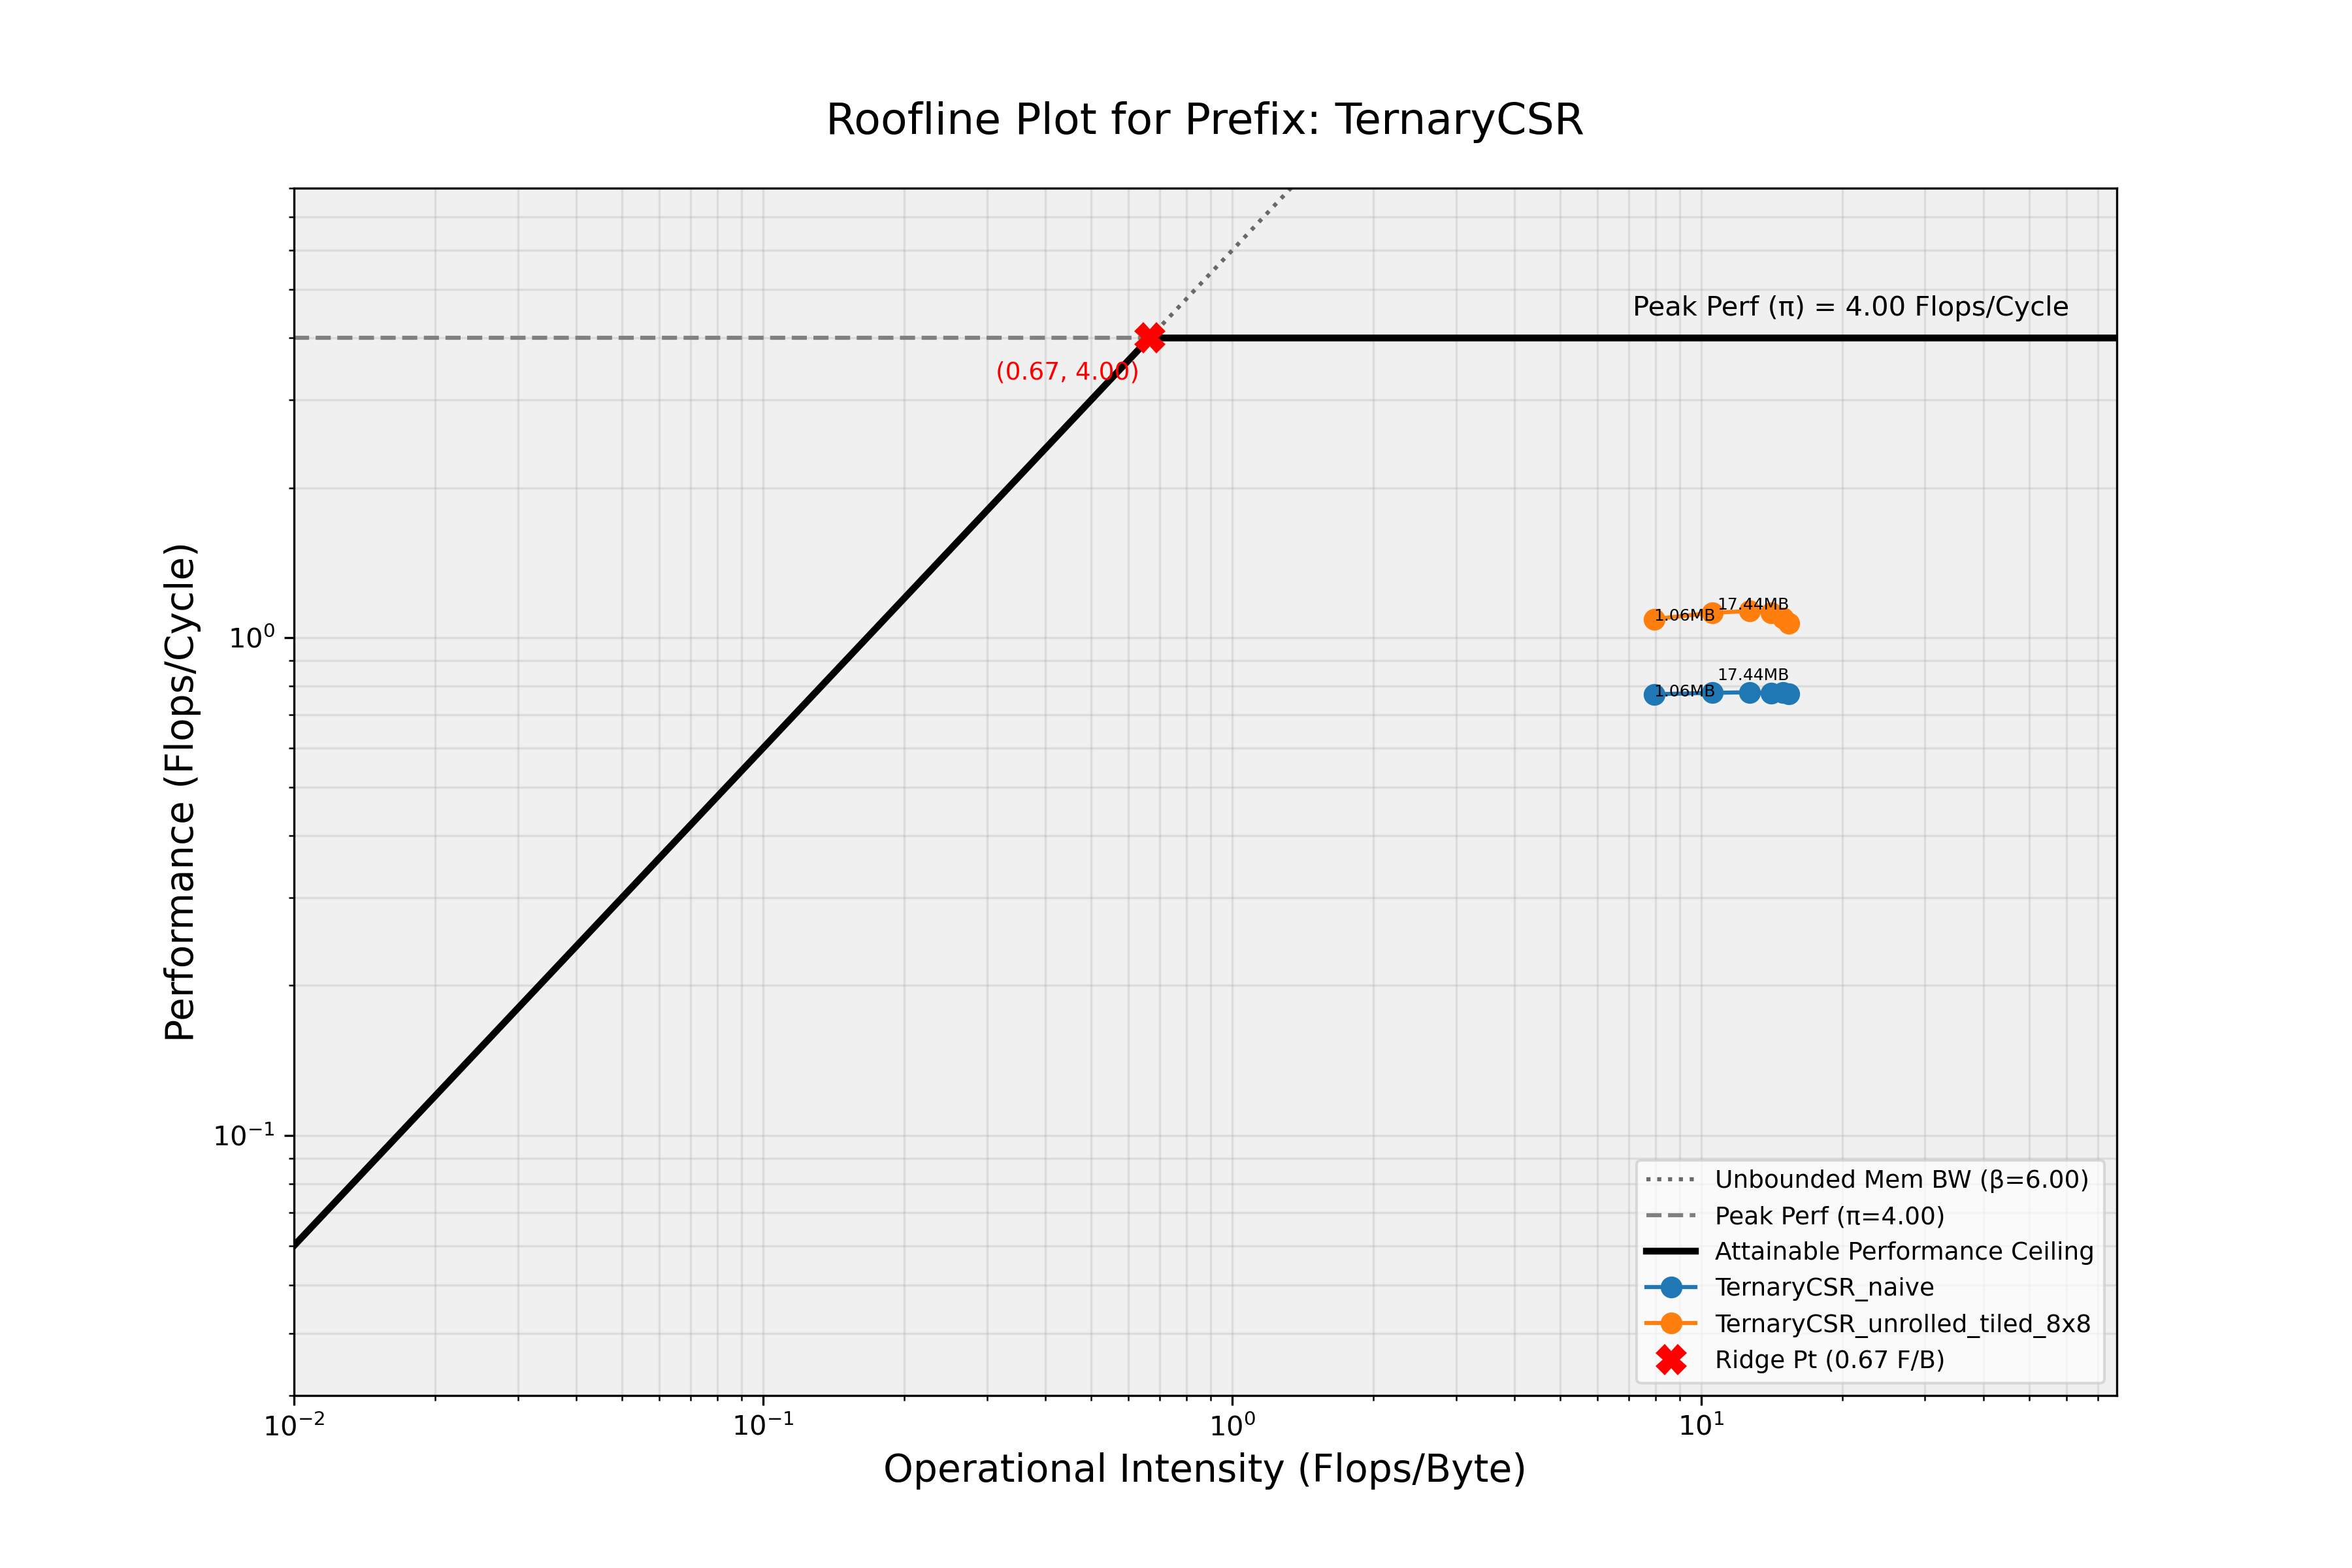 Roofline Plot for Prefix: TernaryCSR
Peak Perf (π) = 4.00 Flops/Cycle
(0.67, 4.00)
Performance (Flops/Cycle)
10⁰
10⁻¹
1.06MB
17.44MB
17.44MB
1.06MB
Unbounded Mem BW (β=6.00)
Peak Perf (π=4.00)
Attainable Performance Ceiling
TernaryCSR_naive
TernaryCSR_unrolled_tiled_8x8
Ridge Pt (0.67 F/B)
10⁻² 10⁻¹ 10⁰ 10¹
Operational Intensity (Flops/Byte)